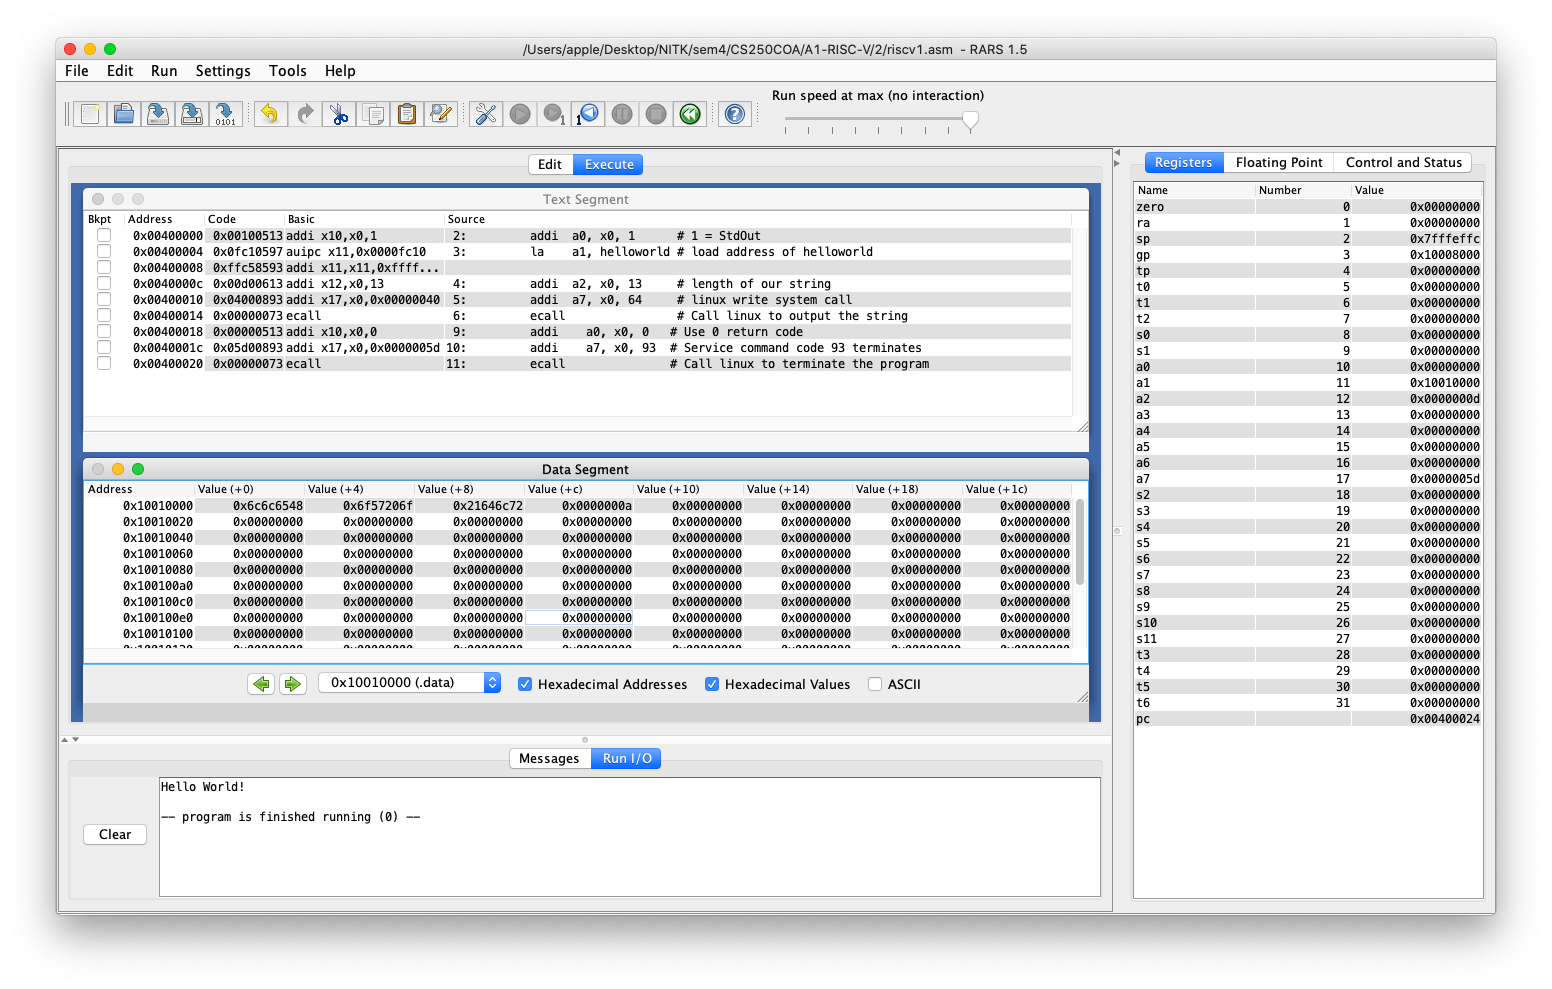 /Users/apple/Desktop/NITK/sem4/CS250COA/A1-RISC-V/2/riscv1.asm - RARS 1.5
File Edit Run Settings Tools Help
Run speed at max (no interaction)
Edit Execute
Text Segment
Bkpt Address Code Basic Source
0x00400000 0x00100513 addi x10,x0,1 2: addi a0, x0, 1 # 1 = StdOut
0x00400004 0x0fc10597 auipc x11,0x0000fc10 3: la a1, helloworld # load address of helloworld
0x00400008 0xffc58593 addi x11,x11,0xffff...
0x0040000c 0x00d00613 addi x12,x0,13 4: addi a2, x0, 13 # length of our string
0x00400010 0x04000893 addi x17,x0,0x00000040 5: addi a7, x0, 64 # linux write system call
0x00400014 0x00000073 ecall 6: ecall # Call linux to output the string
0x00400018 0x00000513 addi x10,x0,0 9: addi a0, x0, 0 # Use 0 return code
0x0040001c 0x05d00893 addi x17,x0,0x0000005d 10: addi a7, x0, 93 # Service command code 93 terminates
0x00400020 0x00000073 ecall 11: ecall # Call linux to terminate the program
Data Segment
Address Value (+0) Value (+4) Value (+8) Value (+c) Value (+10) Value (+14) Value (+18) Value (+1c)
0x10010000 0x6c6c6548 0x6f57206f 0x21646c72 0x0000000a 0x00000000 0x00000000 0x00000000 0x00000000
0x10010020 0x00000000 0x00000000 0x00000000 0x00000000 0x00000000 0x00000000 0x00000000 0x00000000
0x10010040 0x00000000 0x00000000 0x00000000 0x00000000 0x00000000 0x00000000 0x00000000 0x00000000
0x10010060 0x00000000 0x00000000 0x00000000 0x00000000 0x00000000 0x00000000 0x00000000 0x00000000
0x10010080 0x00000000 0x00000000 0x00000000 0x00000000 0x00000000 0x00000000 0x00000000 0x00000000
0x100100a0 0x00000000 0x00000000 0x00000000 0x00000000 0x00000000 0x00000000 0x00000000 0x00000000
0x100100c0 0x00000000 0x00000000 0x00000000 0x00000000 0x00000000 0x00000000 0x00000000 0x00000000
0x100100e0 0x00000000 0x00000000 0x00000000 0x00000000 0x00000000 0x00000000 0x00000000 0x00000000
0x10010100 0x00000000 0x00000000 0x00000000 0x00000000 0x00000000 0x00000000 0x00000000 0x00000000
0x10010000 (.data) Hexadecimal Addresses Hexadecimal Values ASCII
Messages Run I/O
Clear
Hello World!
-- program is finished running (0) --
Registers Floating Point Control and Status
Name Number Value
zero 0 0x00000000
ra 1 0x00000000
sp 2 0x7fffeffc
gp 3 0x10008000
tp 4 0x00000000
t0 5 0x00000000
t1 6 0x00000000
t2 7 0x00000000
s0 8 0x00000000
s1 9 0x00000000
a0 10 0x00000000
a1 11 0x10010000
a2 12 0x0000000d
a3 13 0x00000000
a4 14 0x00000000
a5 15 0x00000000
a6 16 0x00000000
a7 17 0x0000005d
s2 18 0x00000000
s3 19 0x00000000
s4 20 0x00000000
s5 21 0x00000000
s6 22 0x00000000
s7 23 0x00000000
s8 24 0x00000000
s9 25 0x00000000
s10 26 0x00000000
s11 27 0x00000000
t3 28 0x00000000
t4 29 0x00000000
t5 30 0x00000000
t6 31 0x00000000
pc 0x00400024